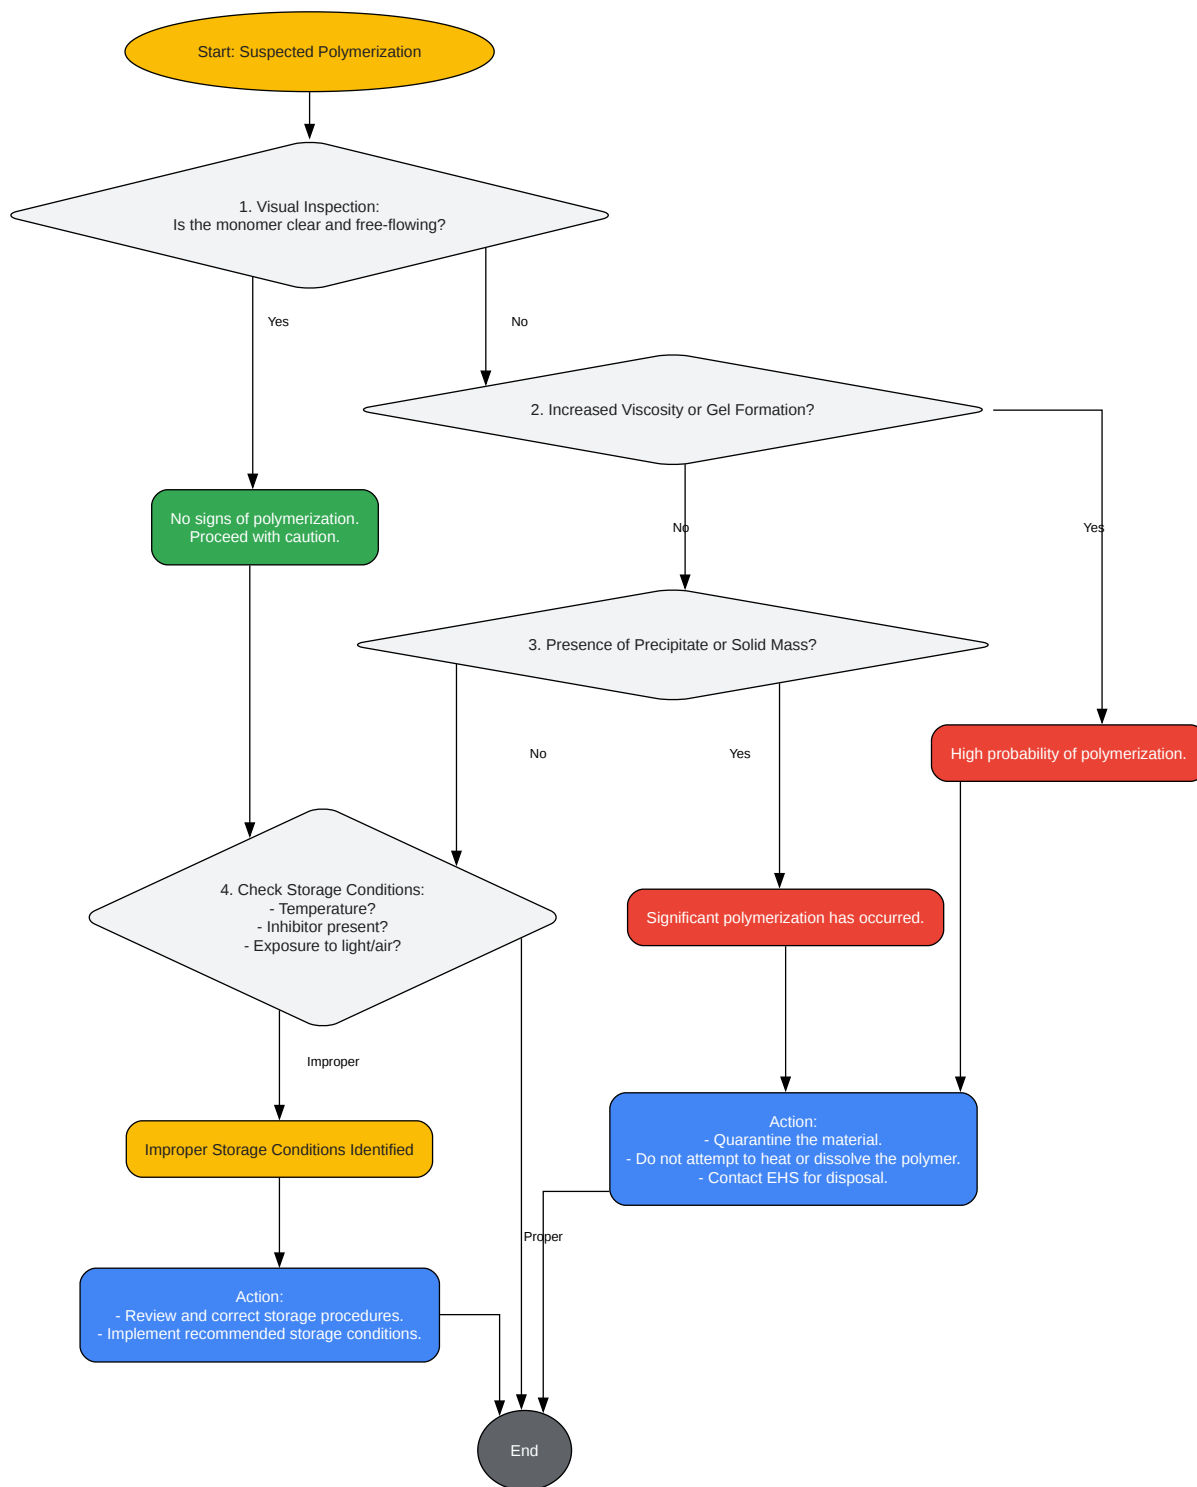 Start: Suspected Polymerization
1. Visual Inspection:
Is the monomer clear and free-flowing?
Yes
No
2. Increased Viscosity or Gel Formation?
No signs of polymerization.
Proceed with caution.
No
Yes
3. Presence of Precipitate or Solid Mass?
No
Yes
High probability of polymerization.
4. Check Storage Conditions:
- Temperature?
- Inhibitor present?
- Exposure to light/air?
Significant polymerization has occurred.
Improper
Improper Storage Conditions Identified
Action:
- Quarantine the material.
- Do not attempt to heat or dissolve the polymer.
- Contact EHS for disposal.
Proper
Action:
- Review and correct storage procedures.
- Implement recommended storage conditions.
End